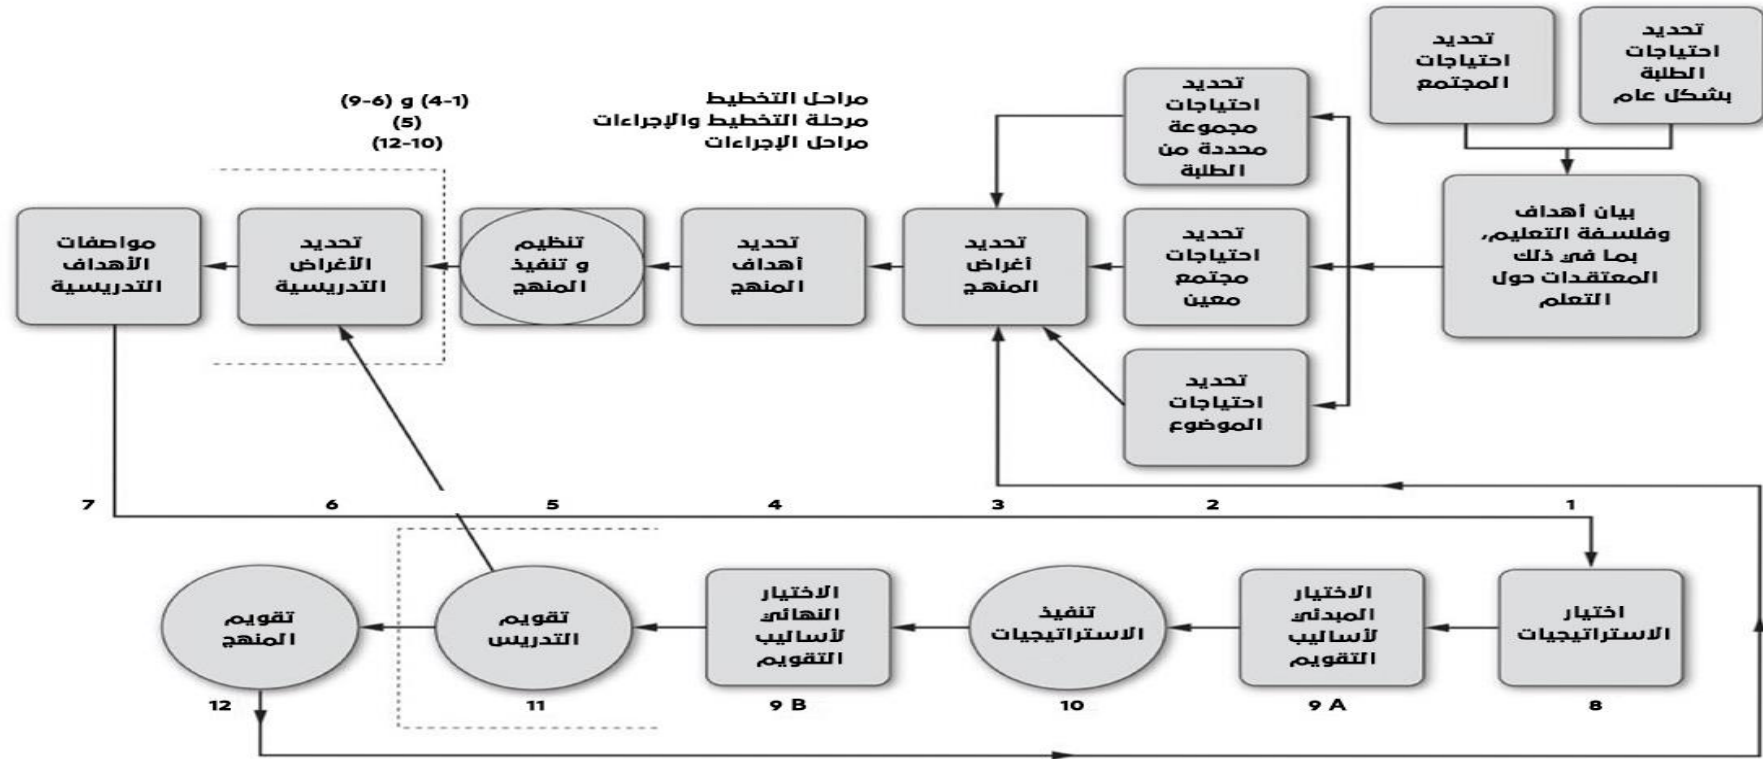 تحديد
احتياجات
الطلبة
بشكل عام
تحديد
احتياجات
المجتمع
بيان أهداف
وفلسفة التعليم،
بما في ذلك
المعتقدات حول
التعلم
تحديد
احتياجات
مجموعة
محددة من
الطلبة
تحديد
احتياجات
مجتمع
معين
تحديد
احتياجات
الموضوع
مراحل التخطيط
(4-1) و (9-6)
مرحلة التخطيط والإجراءات
(5)
مراحل الإجراءات
(12-10)
تحديد
أغراض
المنهج
تحديد
أهداف
المنهج
تنظيم
و تنفيذ
المنهج
تحديد
الأغراض
التدريسية
مواصفات
الأهداف
التدريسية
1
2
3
4
5
6
7
اختيار
الاستراتيجيات
8
الاختيار
المبدئي
لأساليب
التقويم
9 A
تنفيذ
الاستراتيجيات
10
الاختيار
النهائي
لأساليب
التقويم
9 B
تقويم
التدريس
11
تقويم
المنهج
12